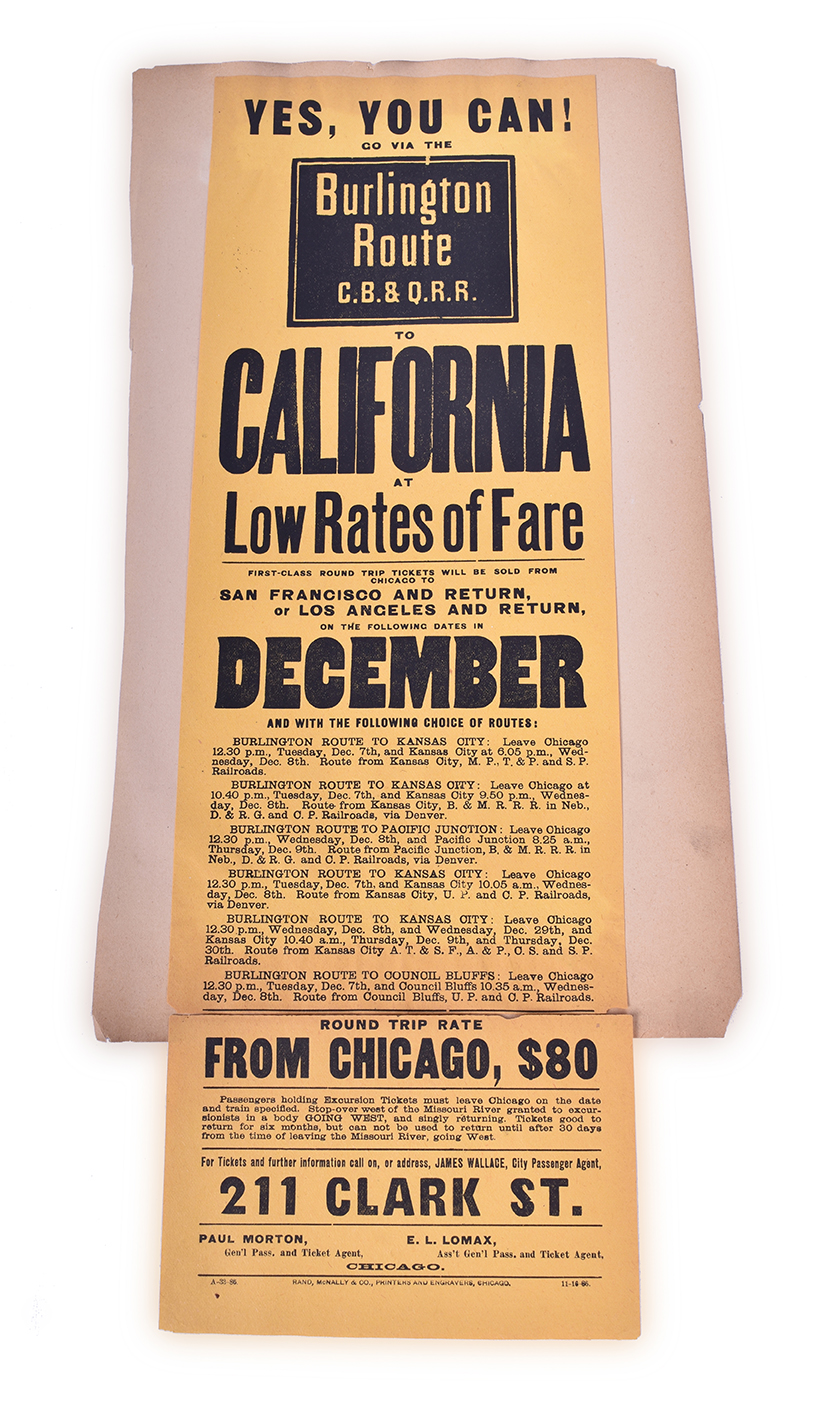 YES, YOU CAN!
GO VIA THE
Burlington
Route
C.B. & Q.R.R.
TO
CALIFORNIA
AT
Low Rates of Fare
FIRST-CLASS ROUND TRIP TICKETS WILL BE SOLD FROM
CHICAGO TO
SAN FRANCISCO AND RETURN,
or LOS ANGELES AND RETURN,
ON THE FOLLOWING DATES IN
DECEMBER
AND WITH THE FOLLOWING CHOICE OF ROUTES:
BURLINGTON ROUTE TO KANSAS CITY: Leave Chicago
12.30 p.m., Tuesday, Dec. 7th, and Kansas City at 6.05 p.m., Wed-
nesday, Dec. 8th. Route from Kansas City, M. P., T. & P. and S. P.
Railroads.
BURLINGTON ROUTE TO KANSAS CITY: Leave Chicago at
10.40 p.m., Tuesday, Dec. 7th, and Kansas City 9.50 p.m., Wednes-
day, Dec. 8th. Route from Kansas City, B. & M. R. R. R. in Neb.,
D. & R. G. and C. P. Railroads, via Denver.
BURLINGTON ROUTE TO PACIFIC JUNCTION: Leave Chicago
12.30 p.m., Wednesday, Dec. 8th, and Pacific Junction 8.25 a.m.,
Thursday, Dec. 9th. Route from Pacific Junction, B. & M. R. R. R. in
Neb., D. & R. G. and C. P. Railroads, via Denver.
BURLINGTON ROUTE TO KANSAS CITY: Leave Chicago
12.30 p.m., Tuesday, Dec. 7th, and Kansas City 10.05 a.m., Wednes-
day, Dec. 8th. Route from Kansas City, U. P. and C. P. Railroads,
via Denver.
BURLINGTON ROUTE TO KANSAS CITY: Leave Chicago
12.30 p.m., Wednesday, Dec. 8th, and Wednesday, Dec. 29th, and
Kansas City 10.40 a.m., Thursday, Dec. 9th, and Thursday, Dec.
30th. Route from Kansas City A. T. & S. F., A. & P., C. S. and S. P.
Railroads.
BURLINGTON ROUTE TO COUNCIL BLUFFS: Leave Chicago
12.30 p.m., Tuesday, Dec. 7th, and Council Bluffs 10.35 a.m., Wednes-
day, Dec. 8th. Route from Council Bluffs, U. P. and C. P. Railroads.
ROUND TRIP RATE
FROM CHICAGO, $80
Passengers holding Excursion Tickets must leave Chicago on the date
and train specified. Stop-over west of the Missouri River granted to excur-
sionists in a body GOING WEST, and singly returning. Tickets good to
return for six months, but can not be used to return until after 30 days
from the time of leaving the Missouri River, going West.
For Tickets and further information call on, or address, JAMES WALLACE, City Passenger Agent,
211 CLARK ST.
PAUL MORTON, E. L. LOMAX,
Gen'l Pass. and Ticket Agent, Ass't Gen'l Pass. and Ticket Agent,
CHICAGO.
A-33-86. RAND, McNALLY & CO., PRINTERS AND ENGRAVERS, CHICAGO. 11-16-86.